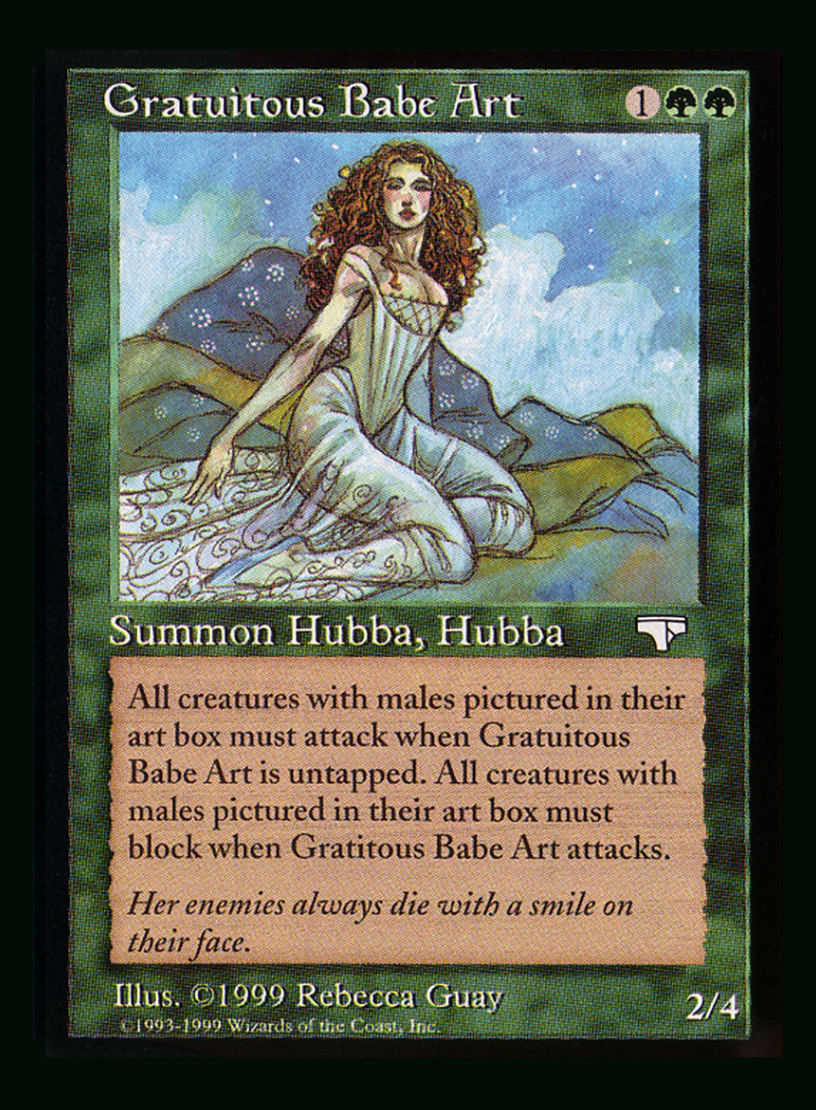 Gratuitous Babe Art 1
Summon Hubba, Hubba
All creatures with males pictured in their
art box must attack when Gratuitous
Babe Art is untapped. All creatures with
males pictured in their art box must
block when Gratitous Babe Art attacks.
Her enemies always die with a smile on
their face.
Illus. ©1999 Rebecca Guay
2/4
©1993-1999 Wizards of the Coast, Inc.